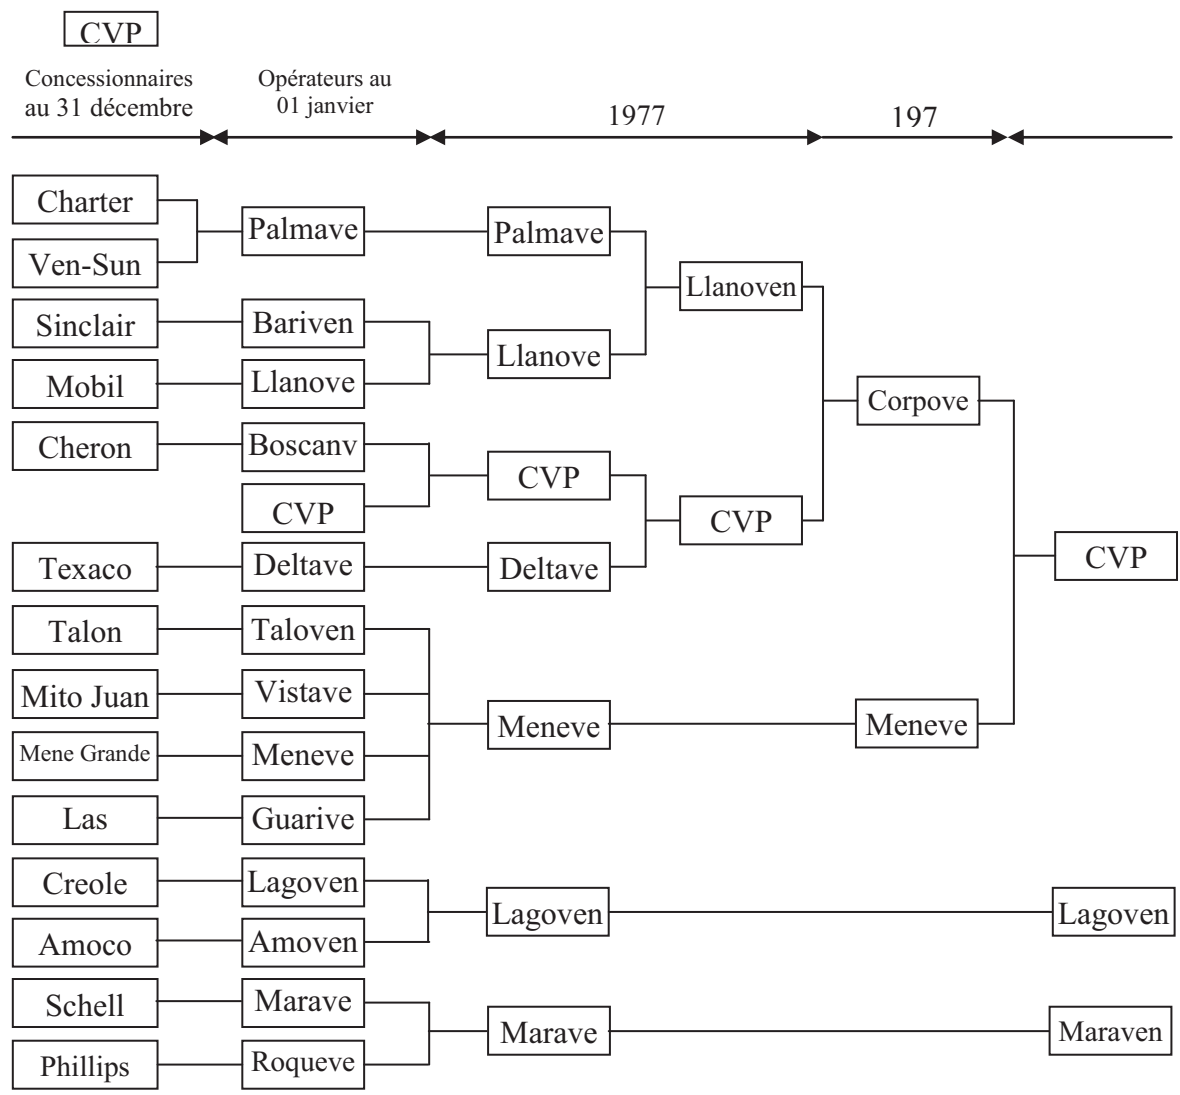 CVP
Concessionnaires
au 31 décembre
Opérateurs au
01 janvier
1977
197
Charter
Ven-Sun
Palmave
Palmave
Llanoven
Sinclair
Bariven
Llanove
Mobil
Llanove
Corpove
Cheron
Boscanv
CVP
CVP
CVP
CVP
Texaco
Deltave
Deltave
Talon
Taloven
Mito Juan
Vistave
Meneve
Meneve
Mene Grande
Meneve
Las
Guarive
Creole
Lagoven
Lagoven
Lagoven
Amoco
Amoven
Schell
Marave
Marave
Maraven
Phillips
Roqueve